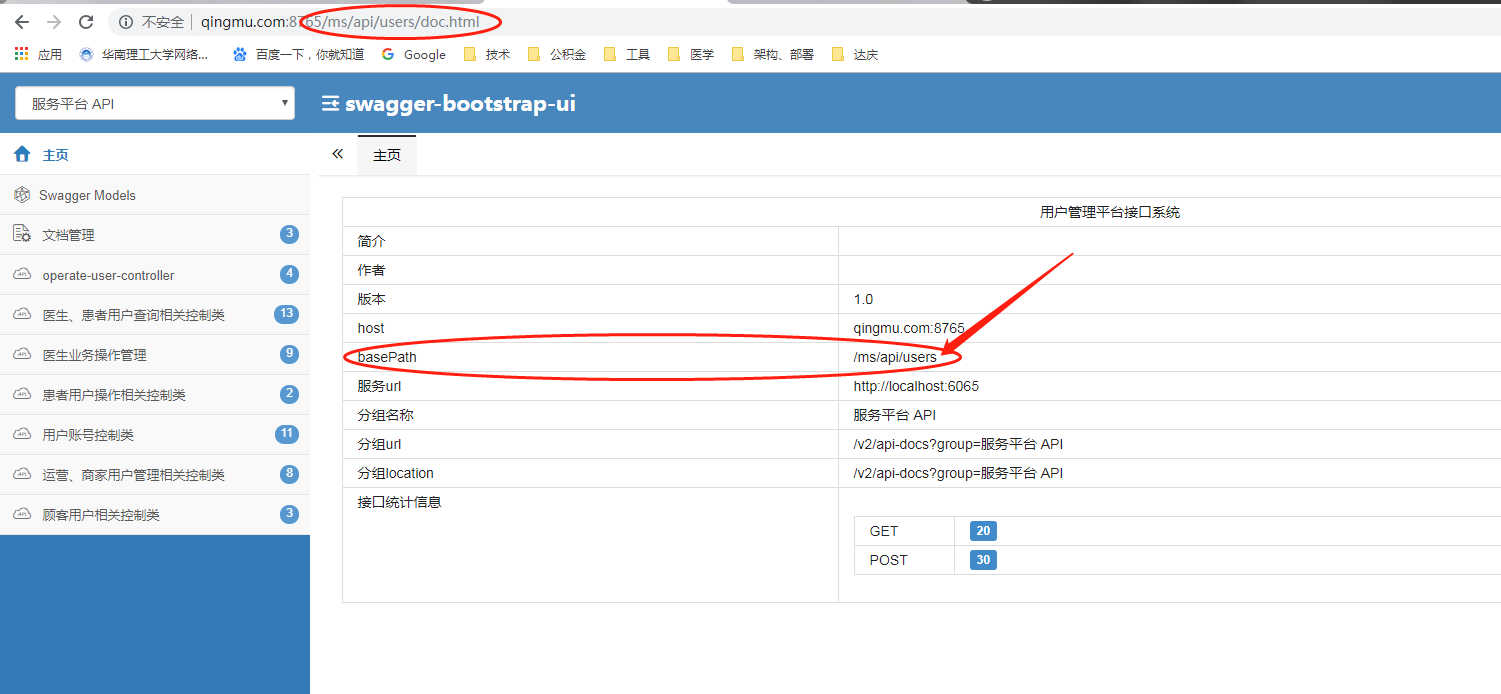 不安全 qingmu.com:8765/ms/api/users/doc.html
应用 华南理工大学网络... 百度一下，你就知道 Google 技术 公积金 工具 医学 架构、部署 达庆
服务平台 API swagger-bootstrap-ui
主页
Swagger Models
文档管理 3
operate-user-controller 4
医生、患者用户查询相关控制类 13
医生业务操作管理 9
患者用户操作相关控制类 2
用户账号控制类 11
运营、商家用户管理相关控制类 8
顾客用户相关控制类 3
主页
用户管理平台接口系统
简介
作者
版本 1.0
host qingmu.com:8765
basePath /ms/api/users
服务url http://localhost:6065
分组名称 服务平台 API
分组url /v2/api-docs?group=服务平台 API
分组location /v2/api-docs?group=服务平台 API
接口统计信息
GET 20
POST 30